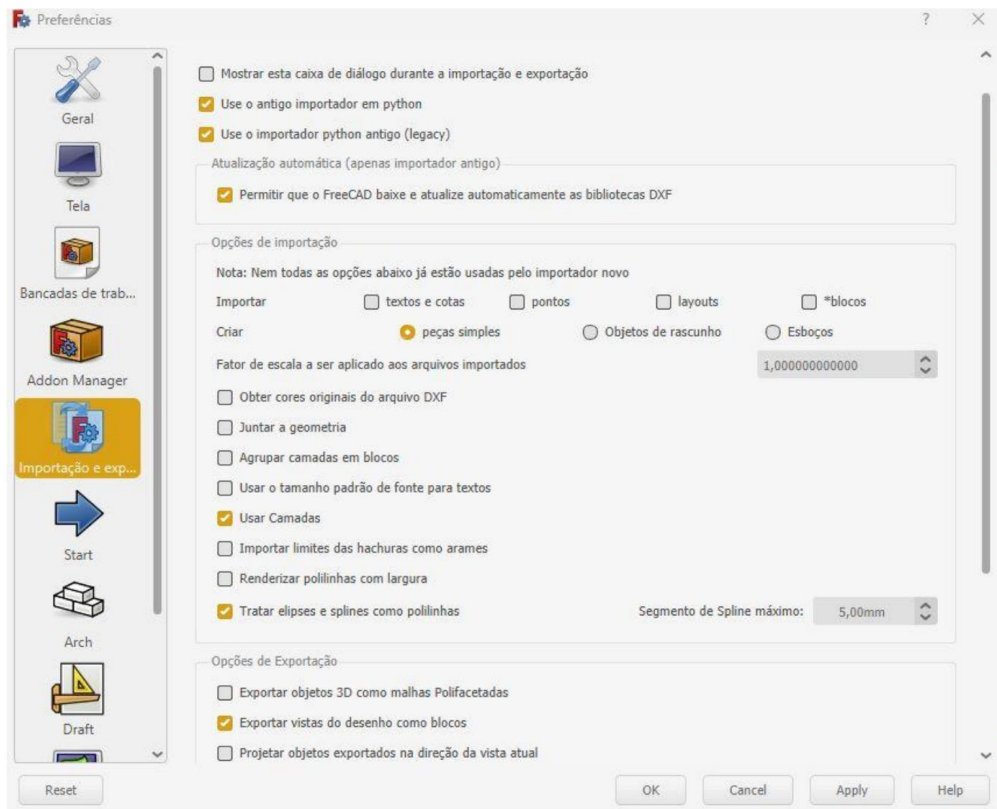 Preferências
?
Geral
Tela
Bancadas de trab...
Addon Manager
Importação e exp...
Start
Arch
Draft
Mostrar esta caixa de diálogo durante a importação e exportação
Use o antigo importador em python
Use o importador python antigo (legacy)
Atualização automática (apenas importador antigo)
Permitir que o FreeCAD baixe e atualize automaticamente as bibliotecas DXF
Opções de importação
Nota: Nem todas as opções abaixo já estão usadas pelo importador novo
Importar textos e cotas pontos layouts *blocos
Criar peças simples Objetos de rascunho Esboços
Fator de escala a ser aplicado aos arquivos importados 1,000000000000
Obter cores originais do arquivo DXF
Juntar a geometria
Agrupar camadas em blocos
Usar o tamanho padrão de fonte para textos
Usar Camadas
Importar limites das hachuras como arames
Renderizar polilinhas com largura
Tratar elipses e splines como polilinhas Segmento de Spline máximo: 5,00mm
Opções de Exportação
Exportar objetos 3D como malhas Polifacetadas
Exportar vistas do desenho como blocos
Projetar objetos exportados na direção da vista atual
Reset OK Cancel Apply Help